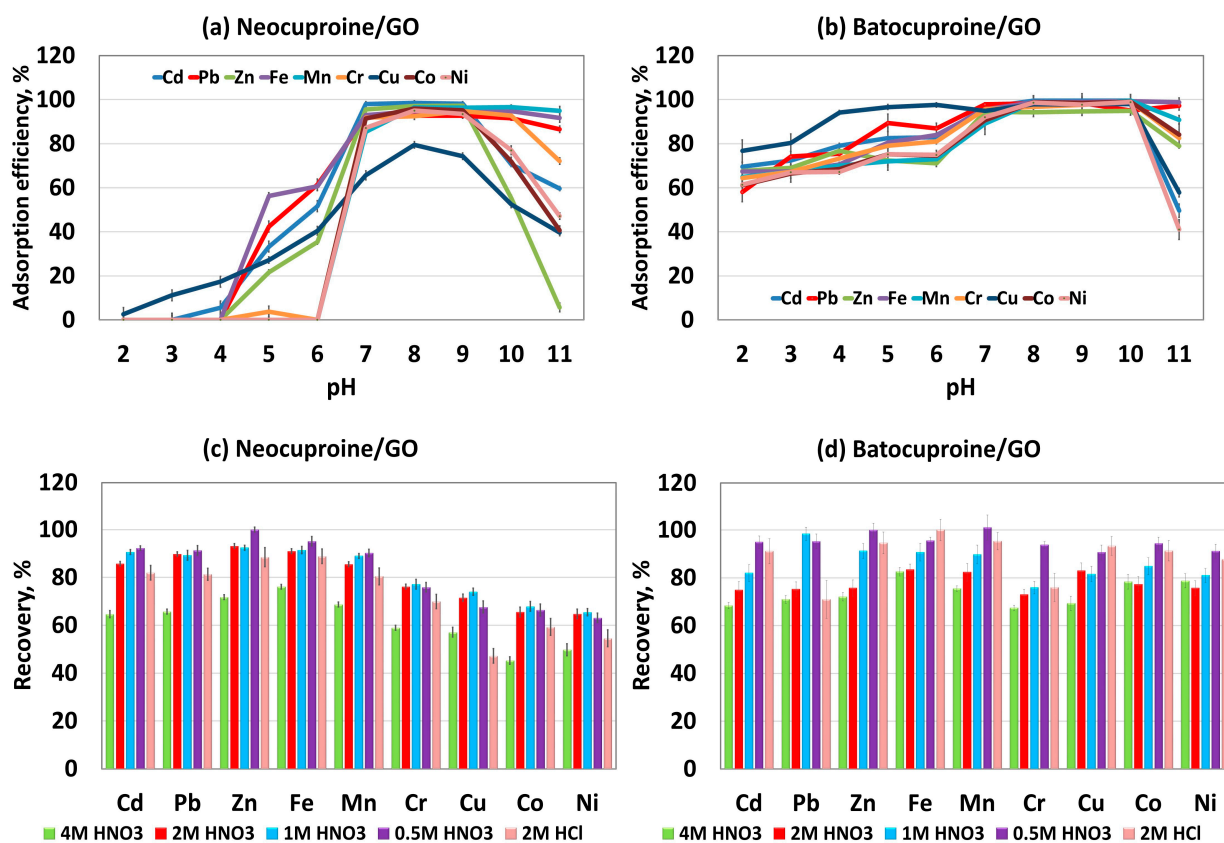 (a) Neocuproine/GO
Adsorption efficiency, %
120
100
80
60
40
20
0
Cd Pb Zn Fe Mn Cr Cu Co Ni
2 3 4 5 6 7 8 9 10 11
pH
(b) Batocuproine/GO
Adsorption efficiency, %
120
100
80
60
40
20
0
Cd Pb Zn Fe Mn Cr Cu Co Ni
2 3 4 5 6 7 8 9 10 11
pH
(c) Neocuproine/GO
Recovery, %
120
100
80
60
40
20
0
Cd Pb Zn Fe Mn Cr Cu Co Ni
4M HNO3 2M HNO3 1M HNO3 0.5M HNO3 2M HCl
(d) Batocuproine/GO
Recovery, %
120
100
80
60
40
20
0
Cd Pb Zn Fe Mn Cr Cu Co Ni
4M HNO3 2M HNO3 1M HNO3 0.5M HNO3 2M HCl